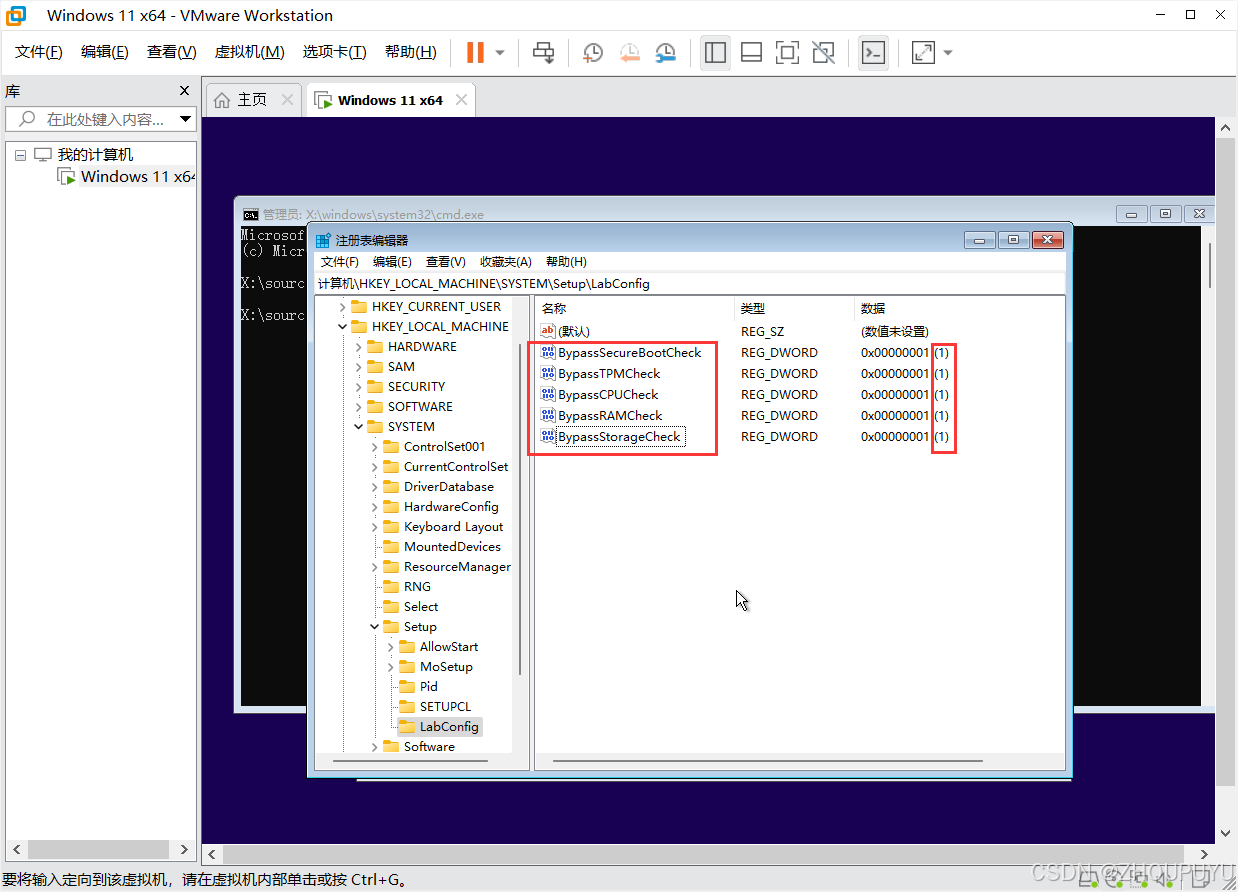 Windows 11 x64 - VMware Workstation
文件(F) 编辑(E) 查看(V) 虚拟机(M) 选项卡(T) 帮助(H)
库
在此处键入内容...
我的计算机
Windows 11 x64
主页
Windows 11 x64
管理员: X:\windows\system32\cmd.exe
Microsof
(c) Micr
X:\sourc
X:\sourc
注册表编辑器
文件(F) 编辑(E) 查看(V) 收藏夹(A) 帮助(H)
计算机\HKEY_LOCAL_MACHINE\SYSTEM\Setup\LabConfig
HKEY_CURRENT_USER
HKEY_LOCAL_MACHINE
HARDWARE
SAM
SECURITY
SOFTWARE
SYSTEM
ControlSet001
CurrentControlSet
DriverDatabase
HardwareConfig
Keyboard Layout
MountedDevices
ResourceManager
RNG
Select
Setup
AllowStart
MoSetup
Pid
SETUPCL
LabConfig
Software
名称 类型 数据
(默认) REG_SZ (数值未设置)
BypassSecureBootCheck REG_DWORD 0x00000001 (1)
BypassTPMCheck REG_DWORD 0x00000001 (1)
BypassCPUCheck REG_DWORD 0x00000001 (1)
BypassRAMCheck REG_DWORD 0x00000001 (1)
BypassStorageCheck REG_DWORD 0x00000001 (1)
要将输入定向到该虚拟机，请在虚拟机内部单击或按 Ctrl+G。
CSDN @ZHOUPUYU